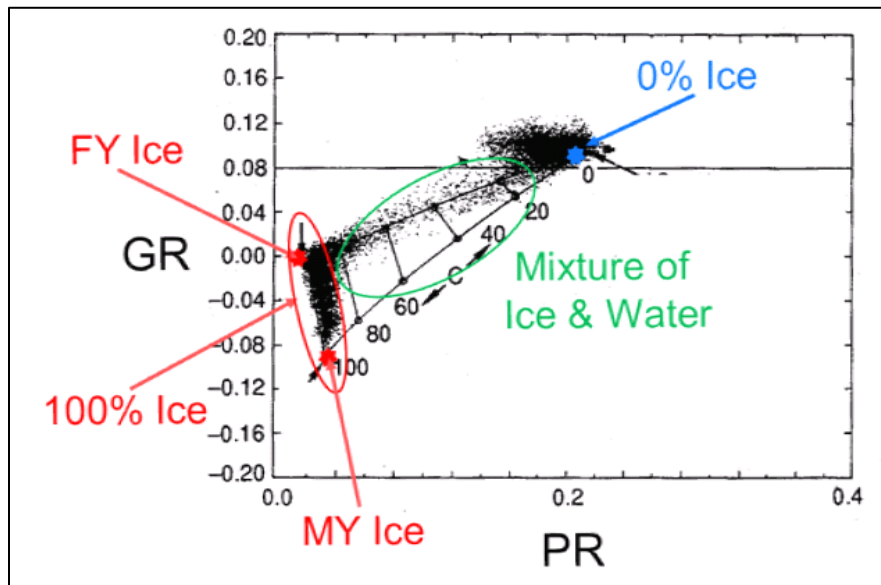 0.20
0.16
0.12
0.08
0.04
0.00
−0.04
−0.08
−0.12
−0.16
−0.20
0.0
0.2
0.4
GR
PR
FY Ice
100% Ice
MY Ice
0% Ice
Mixture of
Ice & Water
0
20
40
C
60
80
100